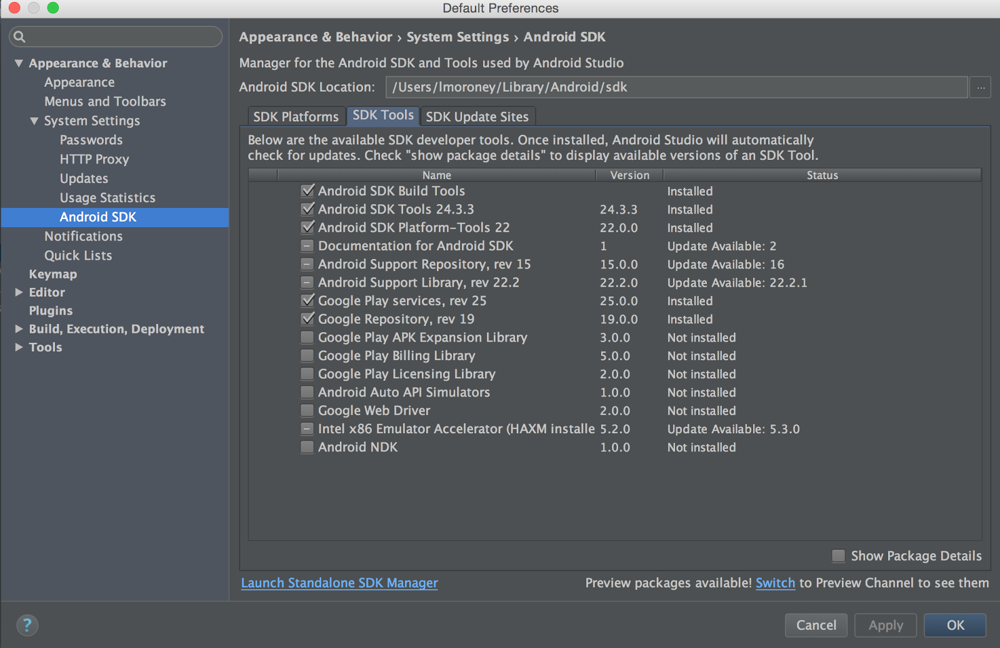 Default Preferences
Appearance & Behavior
Appearance
Menus and Toolbars
System Settings
Passwords
HTTP Proxy
Updates
Usage Statistics
Android SDK
Notifications
Quick Lists
Keymap
Editor
Plugins
Build, Execution, Deployment
Tools
Appearance & Behavior › System Settings › Android SDK
Manager for the Android SDK and Tools used by Android Studio
Android SDK Location: /Users/lmoroney/Library/Android/sdk ...
SDK Platforms SDK Tools SDK Update Sites
Below are the available SDK developer tools. Once installed, Android Studio will automatically
check for updates. Check "show package details" to display available versions of an SDK Tool.
Name Version Status
Android SDK Build Tools Installed
Android SDK Tools 24.3.3 24.3.3 Installed
Android SDK Platform-Tools 22 22.0.0 Installed
Documentation for Android SDK 1 Update Available: 2
Android Support Repository, rev 15 15.0.0 Update Available: 16
Android Support Library, rev 22.2 22.2.0 Update Available: 22.2.1
Google Play services, rev 25 25.0.0 Installed
Google Repository, rev 19 19.0.0 Installed
Google Play APK Expansion Library 3.0.0 Not installed
Google Play Billing Library 5.0.0 Not installed
Google Play Licensing Library 2.0.0 Not installed
Android Auto API Simulators 1.0.0 Not installed
Google Web Driver 2.0.0 Not installed
Intel x86 Emulator Accelerator (HAXM installe 5.2.0 Update Available: 5.3.0
Android NDK 1.0.0 Not installed
Show Package Details
Launch Standalone SDK Manager Preview packages available! Switch to Preview Channel to see them
? Cancel Apply OK